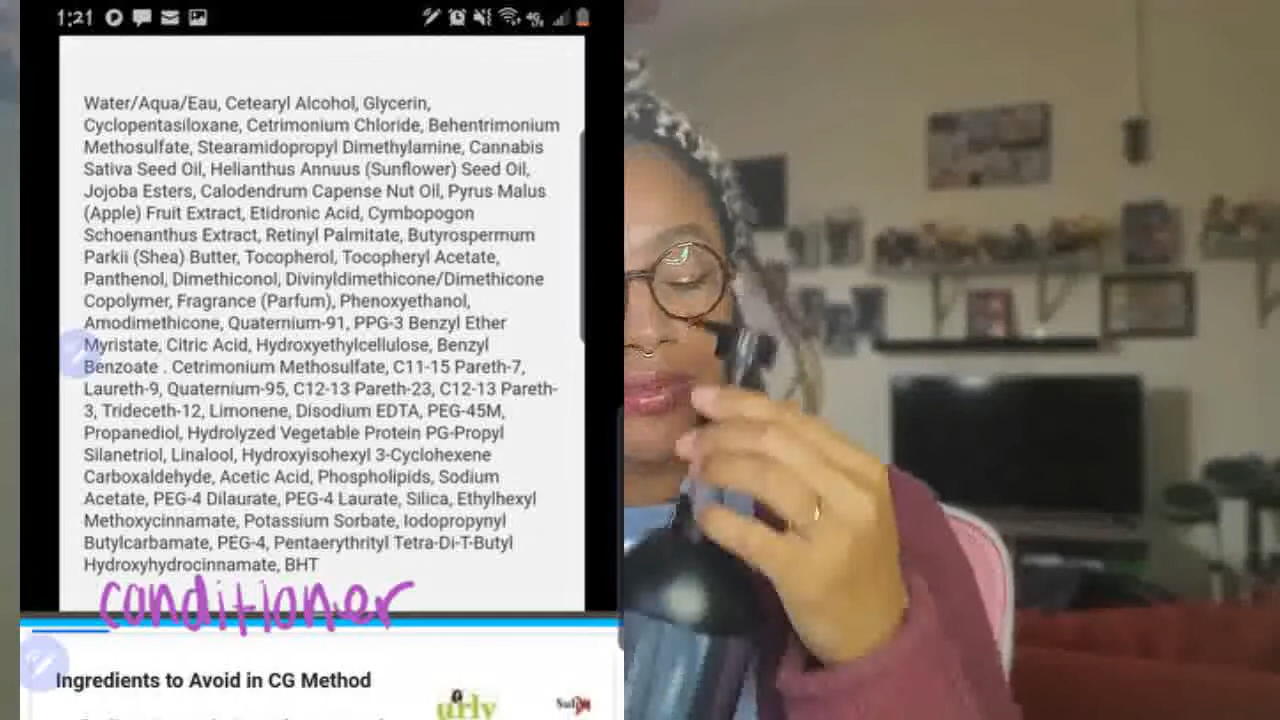 1:21
Water/Aqua/Eau, Cetearyl Alcohol, Glycerin,
Cyclopentasiloxane, Cetrimonium Chloride, Behentrimonium
Methosulfate, Stearamidopropyl Dimethylamine, Cannabis
Sativa Seed Oil, Helianthus Annuus (Sunflower) Seed Oil,
Jojoba Esters, Calodendrum Capense Nut Oil, Pyrus Malus
(Apple) Fruit Extract, Etidronic Acid, Cymbopogon
Schoenanthus Extract, Retinyl Palmitate, Butyrospermum
Parkii (Shea) Butter, Tocopherol, Tocopheryl Acetate,
Panthenol, Dimethiconol, Divinyldimethicone/Dimethicone
Copolymer, Fragrance (Parfum), Phenoxyethanol,
Amodimethicone, Quaternium-91, PPG-3 Benzyl Ether
Myristate, Citric Acid, Hydroxyethylcellulose, Benzyl
Benzoate . Cetrimonium Methosulfate, C11-15 Pareth-7,
Laureth-9, Quaternium-95, C12-13 Pareth-23, C12-13 Pareth-
3, Trideceth-12, Limonene, Disodium EDTA, PEG-45M,
Propanediol, Hydrolyzed Vegetable Protein PG-Propyl
Silanetriol, Linalool, Hydroxyisohexyl 3-Cyclohexene
Carboxaldehyde, Acetic Acid, Phospholipids, Sodium
Acetate, PEG-4 Dilaurate, PEG-4 Laurate, Silica, Ethylhexyl
Methoxycinnamate, Potassium Sorbate, Iodopropynyl
Butylcarbamate, PEG-4, Pentaerythrityl Tetra-Di-T-Butyl
Hydroxyhydrocinnamate, BHT
conditioner
Ingredients to Avoid in CG Method
urly